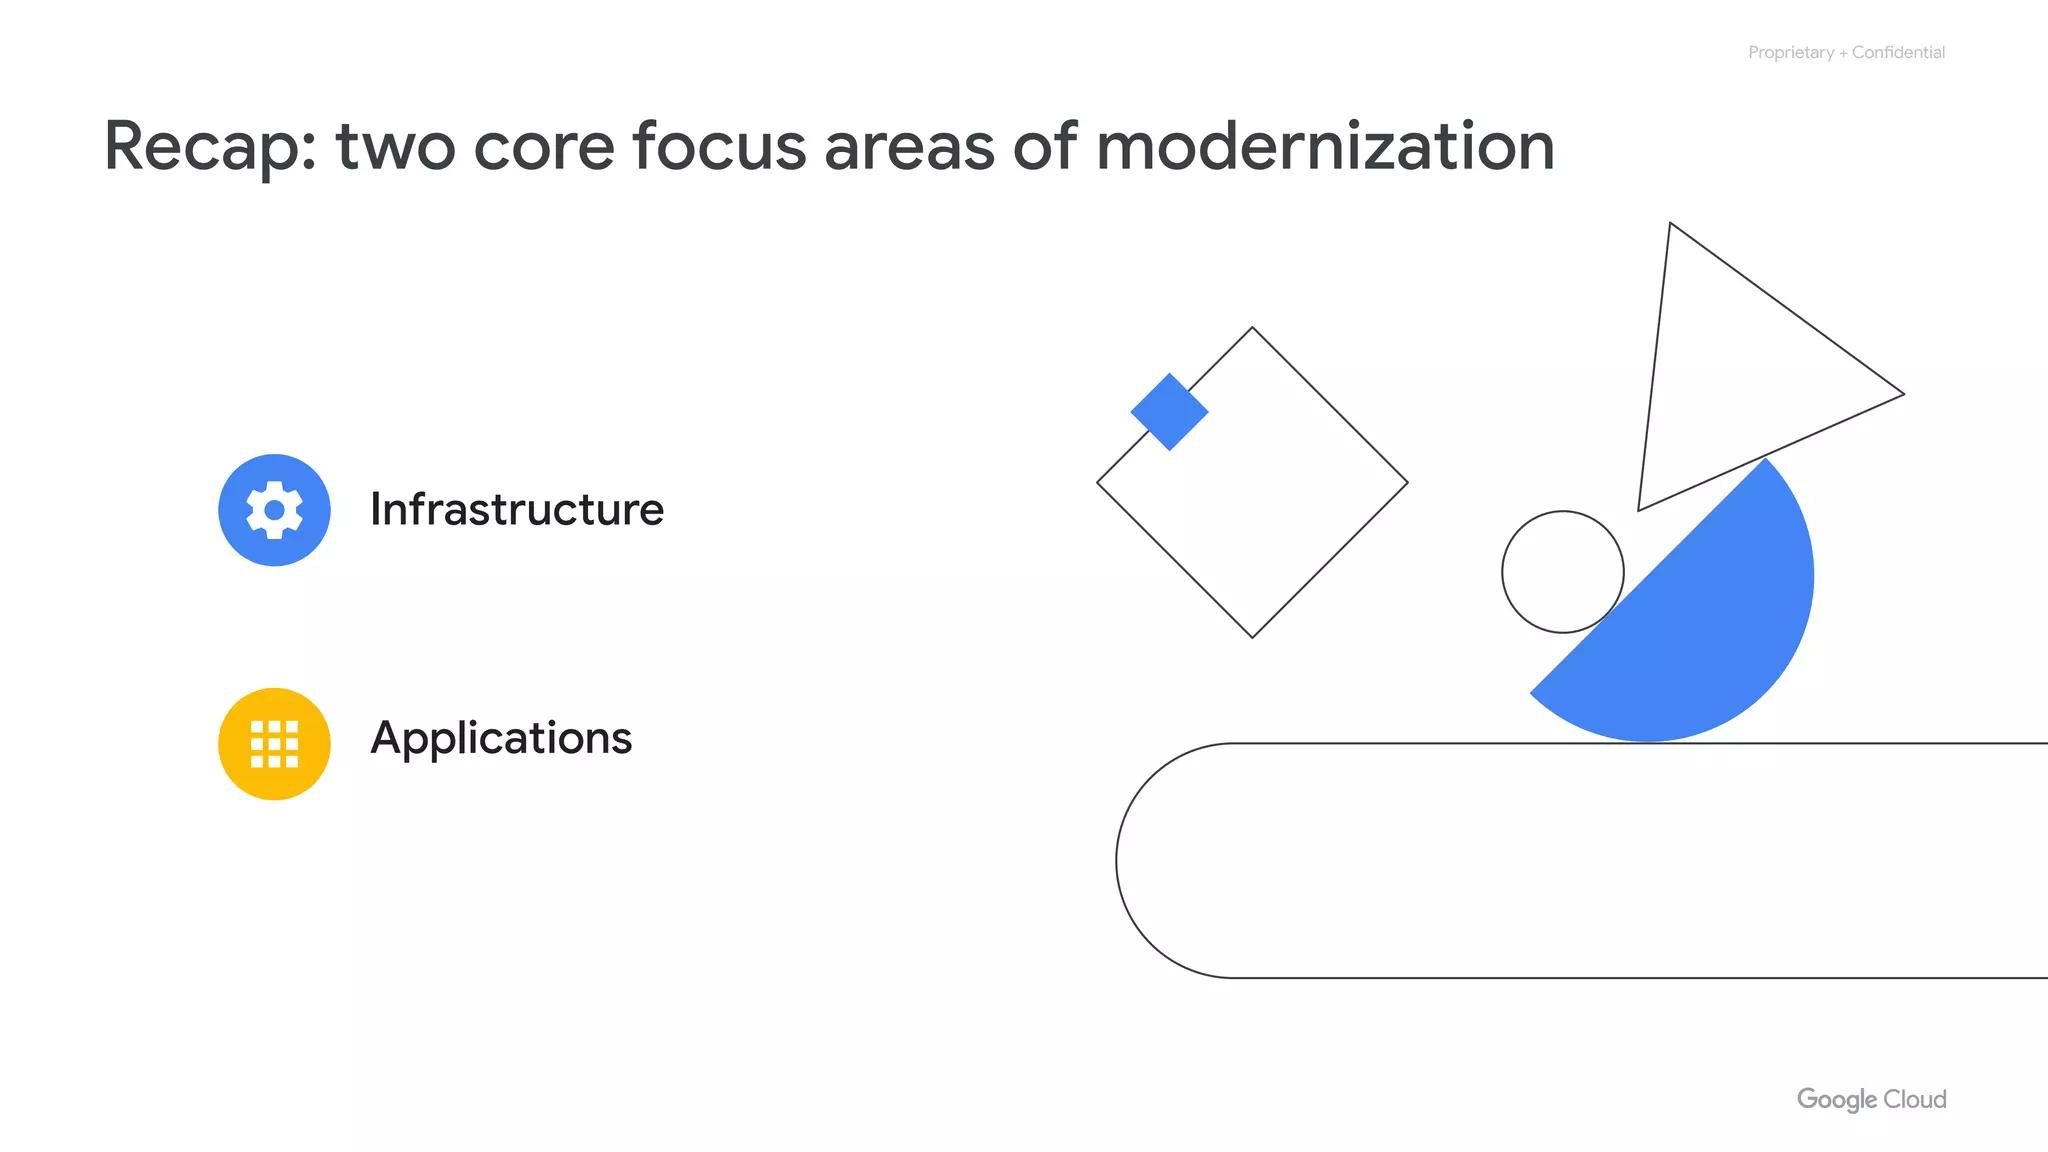 Proprietary + Confidential
Recap: two core focus areas of modernization
Infrastructure
Applications
Google Cloud